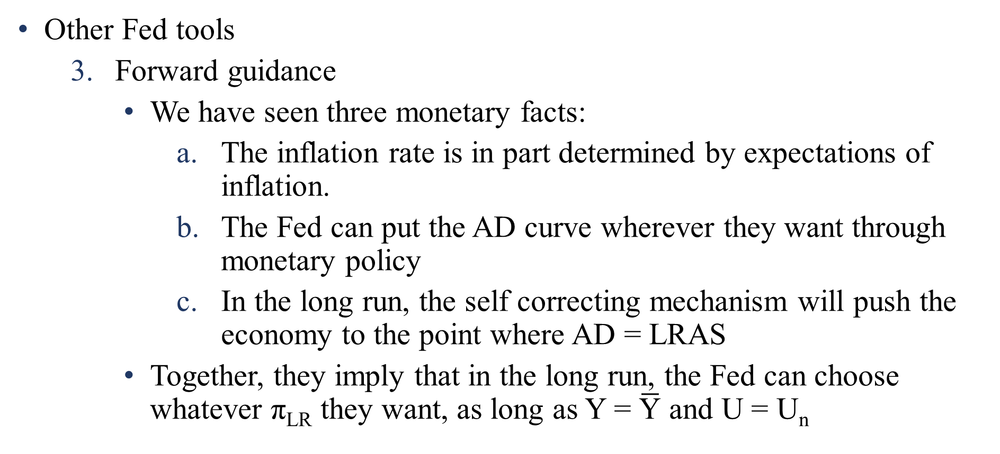 • Other Fed tools
3. Forward guidance
• We have seen three monetary facts:
a. The inflation rate is in part determined by expectations of
inflation.
b. The Fed can put the AD curve wherever they want through
monetary policy
c. In the long run, the self correcting mechanism will push the
economy to the point where AD = LRAS
• Together, they imply that in the long run, the Fed can choose
whatever π_LR they want, as long as Y = Y̅ and U = U_n